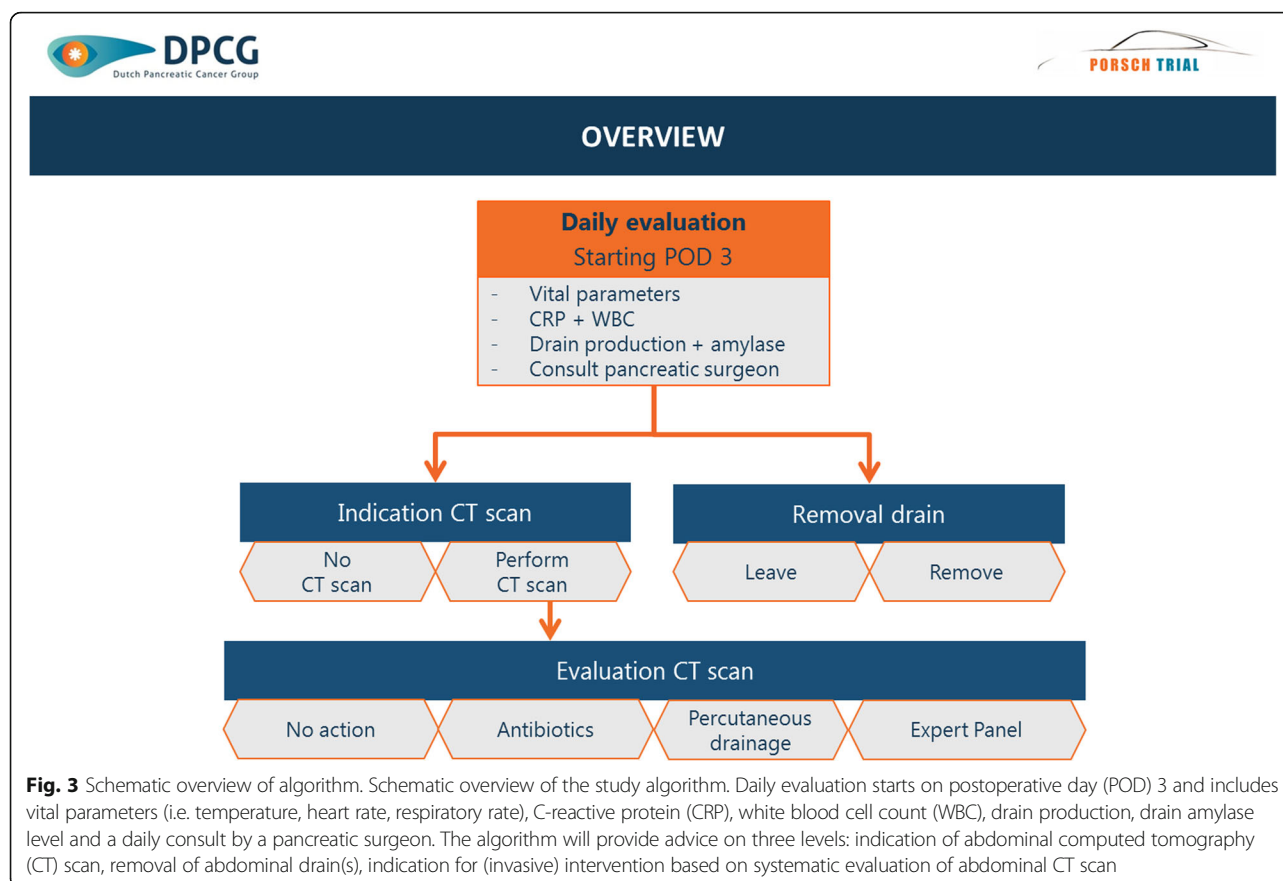 DPCG
Dutch Pancreatic Cancer Group
PORSCH TRIAL
OVERVIEW
Daily evaluation
Starting POD 3
- Vital parameters
- CRP + WBC
- Drain production + amylase
- Consult pancreatic surgeon
Indication CT scan
No
CT scan
Perform
CT scan
Removal drain
Leave
Remove
Evaluation CT scan
No action
Antibiotics
Percutaneous
drainage
Expert Panel
Fig. 3 Schematic overview of algorithm. Schematic overview of the study algorithm. Daily evaluation starts on postoperative day (POD) 3 and includes
vital parameters (i.e. temperature, heart rate, respiratory rate), C-reactive protein (CRP), white blood cell count (WBC), drain production, drain amylase
level and a daily consult by a pancreatic surgeon. The algorithm will provide advice on three levels: indication of abdominal computed tomography
(CT) scan, removal of abdominal drain(s), indication for (invasive) intervention based on systematic evaluation of abdominal CT scan